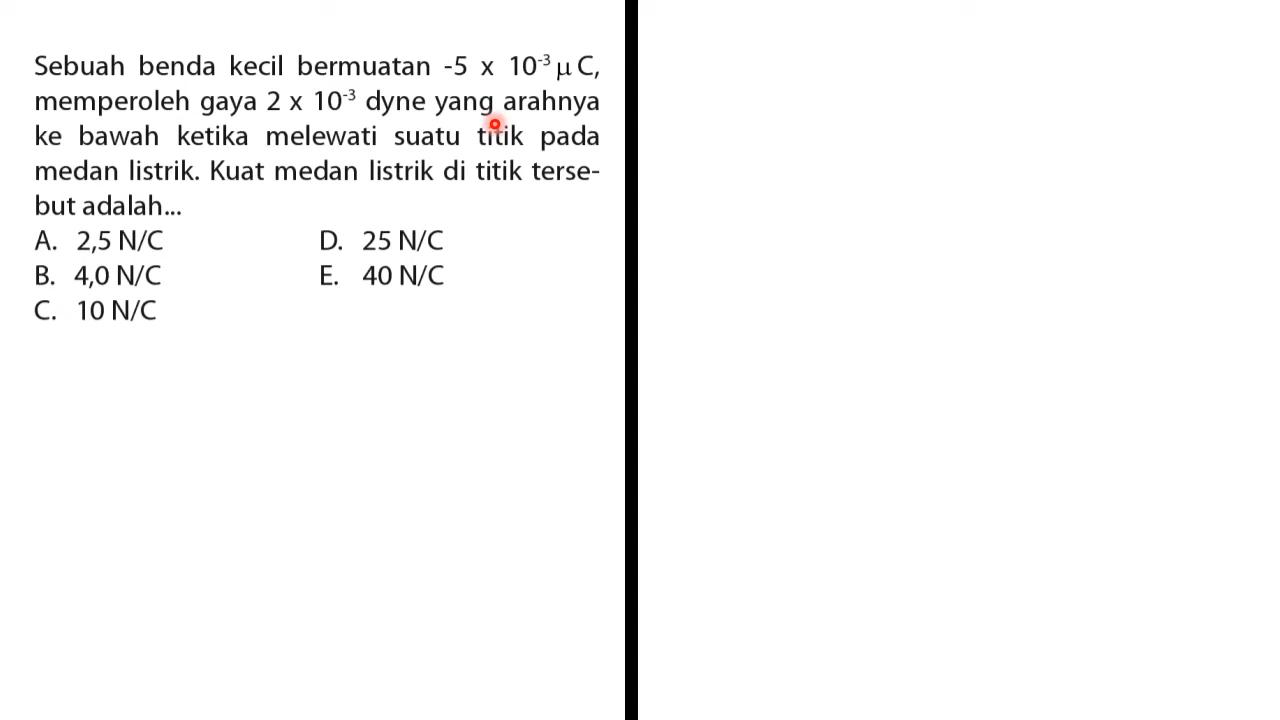 Sebuah benda kecil bermuatan -5 x 10⁻³ μ C,
memperoleh gaya 2 x 10⁻³ dyne yang arahnya
ke bawah ketika melewati suatu titik pada
medan listrik. Kuat medan listrik di titik terse-
but adalah...
A. 2,5 N/C D. 25 N/C
B. 4,0 N/C E. 40 N/C
C. 10 N/C